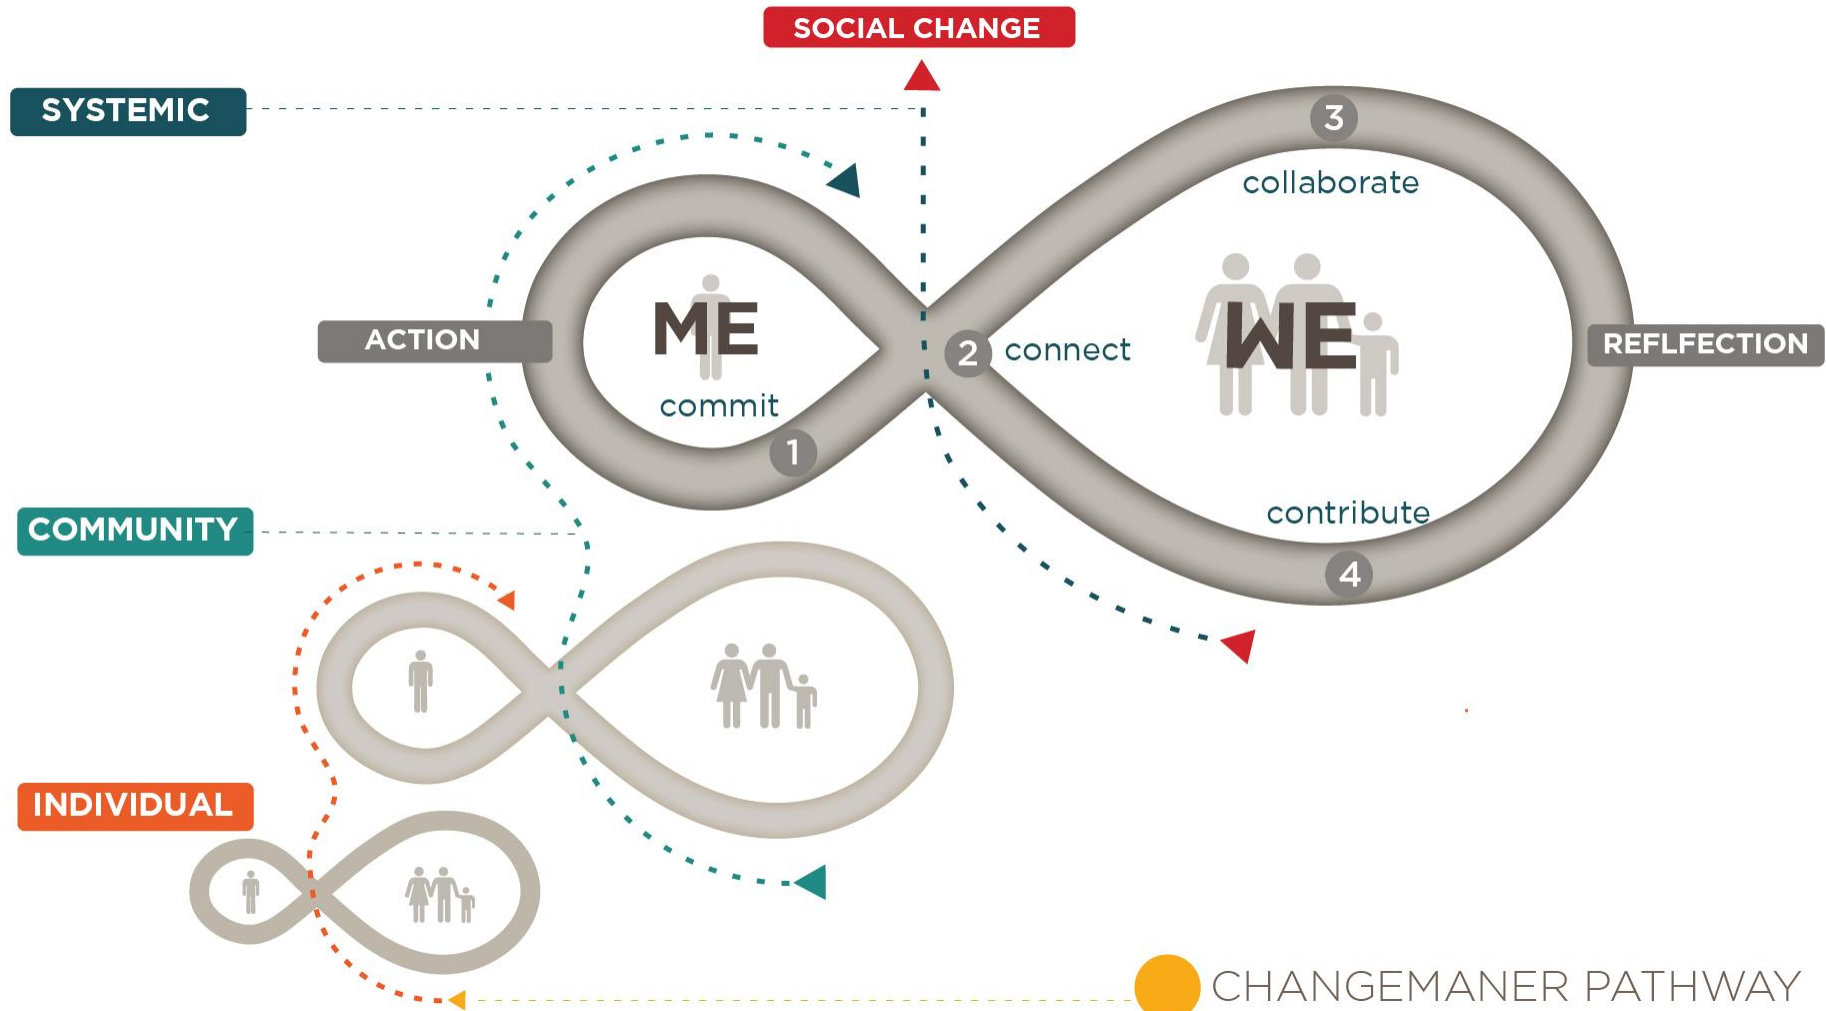 SOCIAL CHANGE
SYSTEMIC
3
collaborate
ME
WE
ACTION
REFLFECTION
2 connect
commit
1
contribute
COMMUNITY
4
INDIVIDUAL
CHANGEMANER PATHWAY